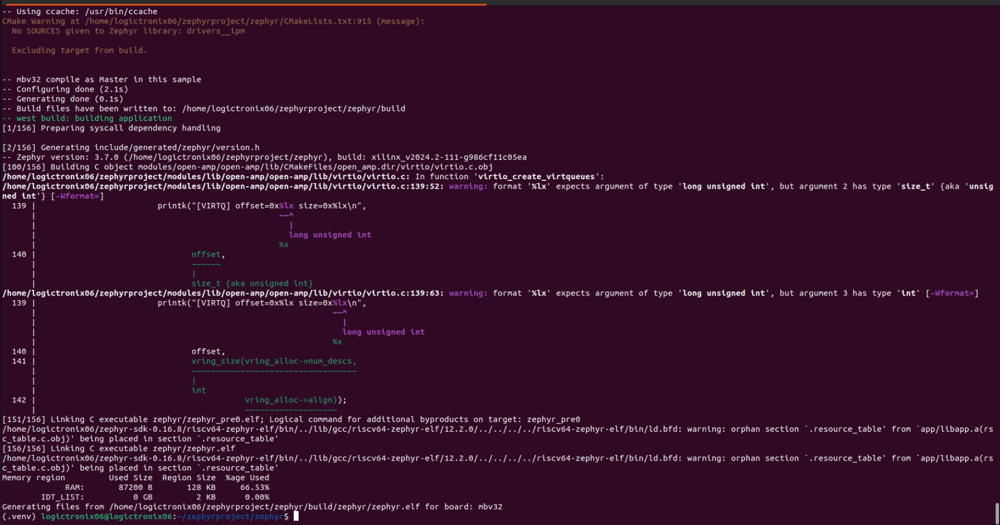 -- Using ccache: /usr/bin/ccache
CMake Warning at /home/logictronix06/zephyrproject/zephyr/CMakeLists.txt:915 (message):
  No SOURCES given to Zephyr library: drivers__ipm
  Excluding target from build.
-- mbv32 compile as Master in this sample
-- Configuring done (2.1s)
-- Generating done (0.1s)
-- Build files have been written to: /home/logictronix06/zephyrproject/zephyr/build
-- west build: building application
[1/156] Preparing syscall dependency handling
[2/156] Generating include/generated/zephyr/version.h
-- Zephyr version: 3.7.0 (/home/logictronix06/zephyrproject/zephyr), build: xilinx_v2024.2-111-g986cf11c05ea
[100/156] Building C object modules/open-amp/open-amp/lib/CMakeFiles/open_amp.dir/virtio/virtio.c.obj
/home/logictronix06/zephyrproject/modules/lib/open-amp/open-amp/lib/virtio/virtio.c: In function 'virtio_create_virtqueues':
/home/logictronix06/zephyrproject/modules/lib/open-amp/open-amp/lib/virtio/virtio.c:139:52: warning: format '%lx' expects argument of type 'long unsigned int', but argument 2 has type 'size_t' {aka 'unsig
ned int'} [-Wformat=]
  139 |                         printk("[VIRTQ] offset=0x%lx size=0x%lx\n",
      |                                                  ~~^
      |                                                    |
      |                                                    long unsigned int
      |                                                  %x
  140 |                                offset,
      |                                ~~~~~~
      |                                |
      |                                size_t {aka unsigned int}
/home/logictronix06/zephyrproject/modules/lib/open-amp/open-amp/lib/virtio/virtio.c:139:63: warning: format '%lx' expects argument of type 'long unsigned int', but argument 3 has type 'int' [-Wformat=]
  139 |                         printk("[VIRTQ] offset=0x%lx size=0x%lx\n",
      |                                                             ~~^
      |                                                               |
      |                                                               long unsigned int
      |                                                             %x
  140 |                                offset,
  141 |                                vring_size(vring_alloc->num_descs,
      |                                ~~~~~~~~~~~~~~~~~~~~~~~~~~~~~~~~~~
      |                                |
      |                                int
  142 |                                           vring_alloc->align));
      |                                           ~~~~~~~~~~~~~~~~~~~
[151/156] Linking C executable zephyr/zephyr_pre0.elf; Logical command for additional byproducts on target: zephyr_pre0
/home/logictronix06/zephyr-sdk-0.16.8/riscv64-zephyr-elf/bin/../lib/gcc/riscv64-zephyr-elf/12.2.0/../../../../riscv64-zephyr-elf/bin/ld.bfd: warning: orphan section `.resource_table' from `app/libapp.a(rs
c_table.c.obj)' being placed in section `.resource_table'
[156/156] Linking C executable zephyr/zephyr.elf
/home/logictronix06/zephyr-sdk-0.16.8/riscv64-zephyr-elf/bin/../lib/gcc/riscv64-zephyr-elf/12.2.0/../../../../riscv64-zephyr-elf/bin/ld.bfd: warning: orphan section `.resource_table' from `app/libapp.a(rs
c_table.c.obj)' being placed in section `.resource_table'
Memory region         Used Size  Region Size  %age Used
             RAM:       87200 B       128 KB     66.53%
        IDT_LIST:          0 GB         2 KB      0.00%
Generating files from /home/logictronix06/zephyrproject/zephyr/build/zephyr/zephyr.elf for board: mbv32
(.venv) logictronix06@logictronix06:~/zephyrproject/zephyr$